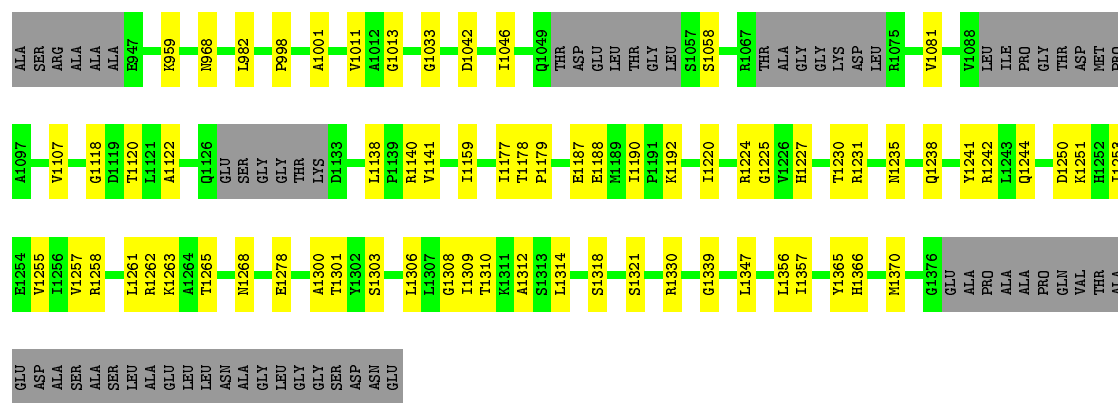 ALA SER ARG ALA ALA ALA E947 K959 N968 L982 P998 A1001 V1011 A1012 G1013 G1033 D1042 I1046 Q1049 THR ASP GLU LEU THR GLY LEU S1057 S1058 R1067 THR ALA GLY GLY LYS ASP LEU R1075 V1081 V1088 LEU ILE PRO GLY THR ASP MET PRO
A1097 V1107 G1118 D1119 T1120 L1121 A1122 Q1126 GLU SER GLY GLY THR LYS D1133 L1138 P1139 R1140 V1141 I1159 I1177 T1178 P1179 E1187 E1188 M1189 I1190 P1191 K1192 I1220 R1224 G1225 V1226 H1227 T1230 R1231 N1235 Q1238 Y1241 R1242 L1243 Q1244 D1250 K1251 H1252 I1253
E1254 V1255 I1256 V1257 R1258 L1261 R1262 K1263 A1264 T1265 N1268 E1278 A1300 T1301 Y1302 S1303 L1306 L1307 G1308 I1309 T1310 K1311 A1312 S1313 L1314 S1318 S1321 R1330 G1339 L1347 L1356 I1357 Y1365 H1366 M1370 G1376 GLU ALA PRO ALA ALA PRO GLN VAL THR ALA
GLU ASP ALA SER ALA SER LEU ALA GLU LEU LEU ASN ALA GLY LEU GLY GLY SER ASP ASN GLU